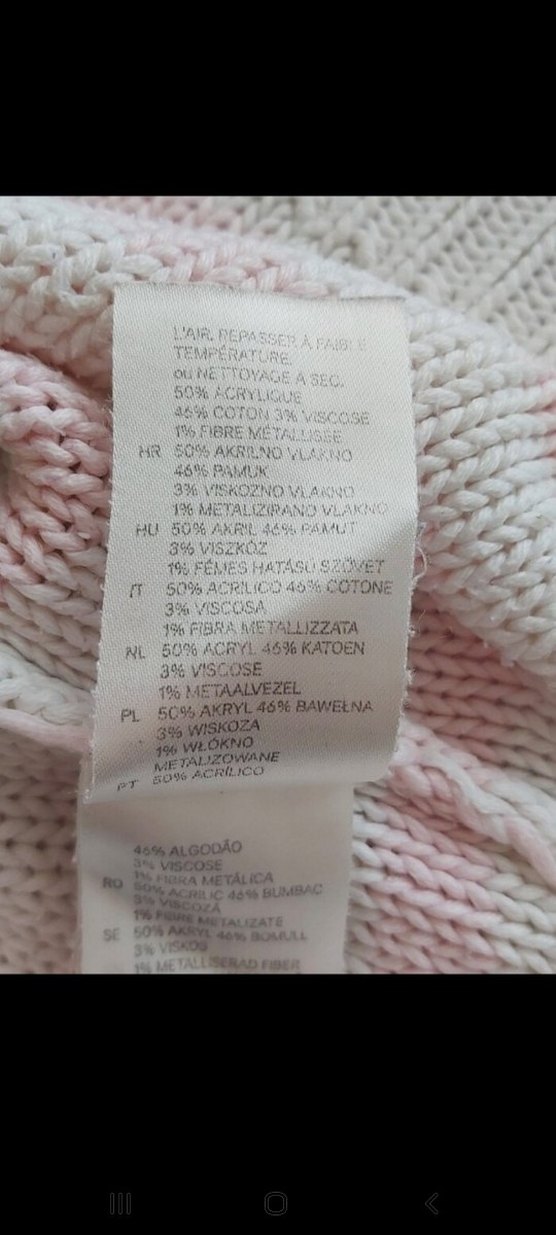 L'AIR. REPASSER À FAIBLE
TEMPÉRATURE.
ou NETTOYAGE A SEC.
50% ACRYLIQUE
46% COTON 3% VISCOSE
1% FIBRE MÉTALLISÉE
HR 50% AKRILNO VLAKNO
46% PAMUK
3% VISKOZNO VLAKNO
1% METALIZIRANO VLAKNO
HU 50% AKRIL 46% PAMUT
3% VISZKÓZ
1% FÉMES HATÁSÚ SZÖVET
IT 50% ACRILICO 46% COTONE
3% VISCOSA
1% FIBRA METALLIZZATA
NL 50% ACRYL 46% KATOEN
3% VISCOSE
1% METAALVEZEL
PL 50% AKRYL 46% BAWEŁNA
3% WISKOZA
1% WŁÓKNO
METALIZOWANE
PT 50% ACRÍLICO
46% ALGODÃO
3% VISCOSE
1% FIBRA METÁLICA
RO 50% ACRILIC 46% BUMBAC
3% VISCOZĂ
1% FIBRE METALIZATE
SE 50% AKRYL 46% BOMULL
3% VISKOS
1% METALLISERAD FIBER